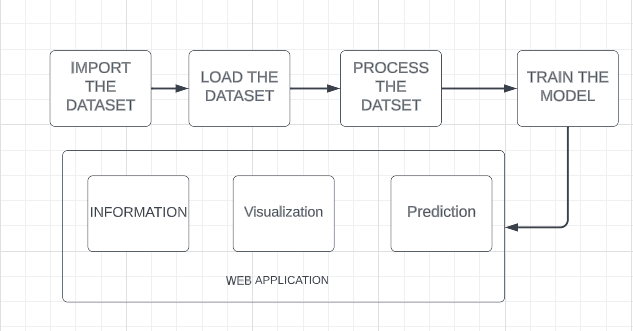 IMPORT
THE
DATASET
LOAD THE
DATASET
PROCESS
THE
DATSET
TRAIN THE
MODEL
INFORMATION
Visualization
Prediction
WEB APPLICATION